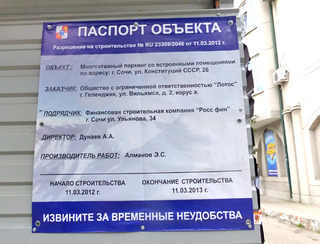 ПАСПОРТ ОБЪЕКТА
Разрешение на строительство № RU 23309/2046 от 11.03.2012 г.
ОБЪЕКТ: Многоэтажный паркинг со встроенными помещениями
по адресу: г. Сочи, ул. Конституций СССР, 26
ЗАКАЗЧИК: Общество с ограниченной ответственностью "Лотос"
г. Геленджик, ул. Вильямса, д. 2, корус а.
ПОДРЯДЧИК: Финансовая строительная компания "Росс фин"
г. Сочи ул. Ульянова, 34
ДИРЕКТОР: Дунаев А.А.
ПРОИЗВОДИТЕЛЬ РАБОТ: Алманов Э.С.
НАЧАЛО СТРОИТЕЛЬСТВА
11.03.2012 г.
ОКОНЧАНИЕ СТРОИТЕЛЬСТВА
11.03.2013 г.
ИЗВИНИТЕ ЗА ВРЕМЕННЫЕ НЕУДОБСТВА